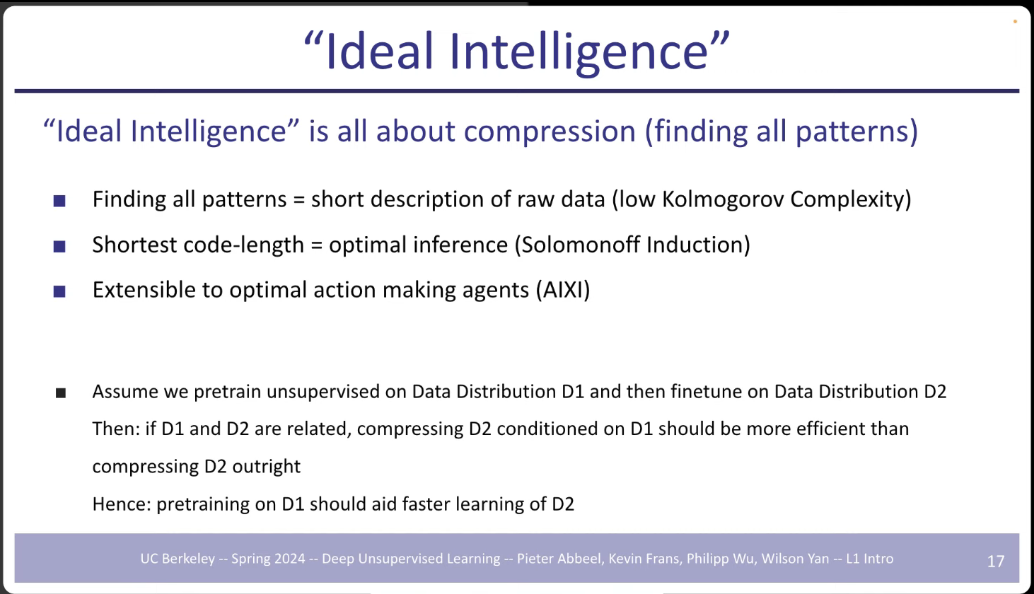 “Ideal Intelligence”
“Ideal Intelligence” is all about compression (finding all patterns)
Finding all patterns = short description of raw data (low Kolmogorov Complexity)
Shortest code-length = optimal inference (Solomonoff Induction)
Extensible to optimal action making agents (AIXI)
Assume we pretrain unsupervised on Data Distribution D1 and then finetune on Data Distribution D2
Then: if D1 and D2 are related, compressing D2 conditioned on D1 should be more efficient than
compressing D2 outright
Hence: pretraining on D1 should aid faster learning of D2
UC Berkeley -- Spring 2024 -- Deep Unsupervised Learning -- Pieter Abbeel, Kevin Frans, Philipp Wu, Wilson Yan -- L1 Intro
17